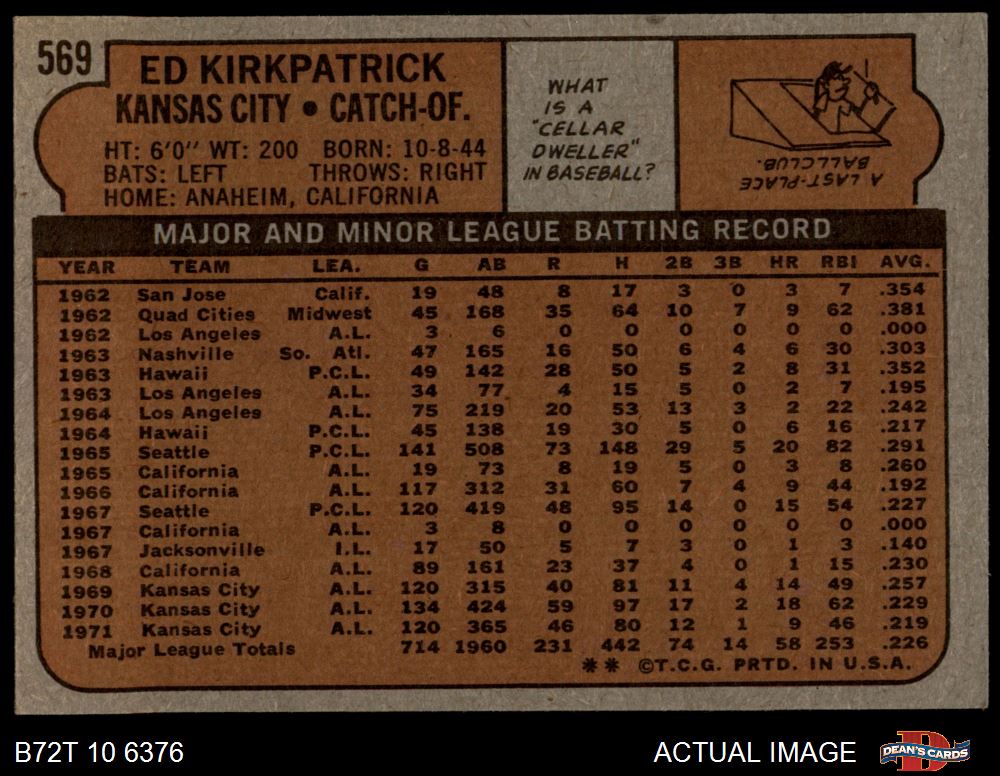 569
ED KIRKPATRICK
KANSAS CITY • CATCH-OF.
HT: 6'0" WT: 200 BORN: 10-8-44
BATS: LEFT THROWS: RIGHT
HOME: ANAHEIM, CALIFORNIA
WHAT
IS A
"CELLAR
DWELLER"
IN BASEBALL?
A LAST-PLACE
BALLCLUB.
MAJOR AND MINOR LEAGUE BATTING RECORD
YEAR TEAM LEA. G AB R H 2B 3B HR RBI AVG.
1962 San Jose Calif. 19 48 8 17 3 0 3 7 .354
1962 Quad Cities Midwest 45 168 35 64 10 7 9 62 .381
1962 Los Angeles A.L. 3 6 0 0 0 0 0 0 .000
1963 Nashville So. Atl. 47 165 16 50 6 4 6 30 .303
1963 Hawaii P.C.L. 49 142 28 50 5 2 8 31 .352
1963 Los Angeles A.L. 34 77 4 15 5 0 2 7 .195
1964 Los Angeles A.L. 75 219 20 53 13 3 2 22 .242
1964 Hawaii P.C.L. 45 138 19 30 5 0 6 16 .217
1965 Seattle P.C.L. 141 508 73 148 29 5 20 82 .291
1965 California A.L. 19 73 8 19 5 0 3 8 .260
1966 California A.L. 117 312 31 60 7 4 9 44 .192
1967 Seattle P.C.L. 120 419 48 95 14 0 15 54 .227
1967 California A.L. 3 8 0 0 0 0 0 0 .000
1967 Jacksonville I.L. 17 50 5 7 3 0 1 3 .140
1968 California A.L. 89 161 23 37 4 0 1 15 .230
1969 Kansas City A.L. 120 315 40 81 11 4 14 49 .257
1970 Kansas City A.L. 134 424 59 97 17 2 18 62 .229
1971 Kansas City A.L. 120 365 46 80 12 1 9 46 .219
Major League Totals 714 1960 231 442 74 14 58 253 .226
** ©T.C.G. PRTD. IN U.S.A.
B72T 10 6376
ACTUAL IMAGE
DEAN'S CARDS